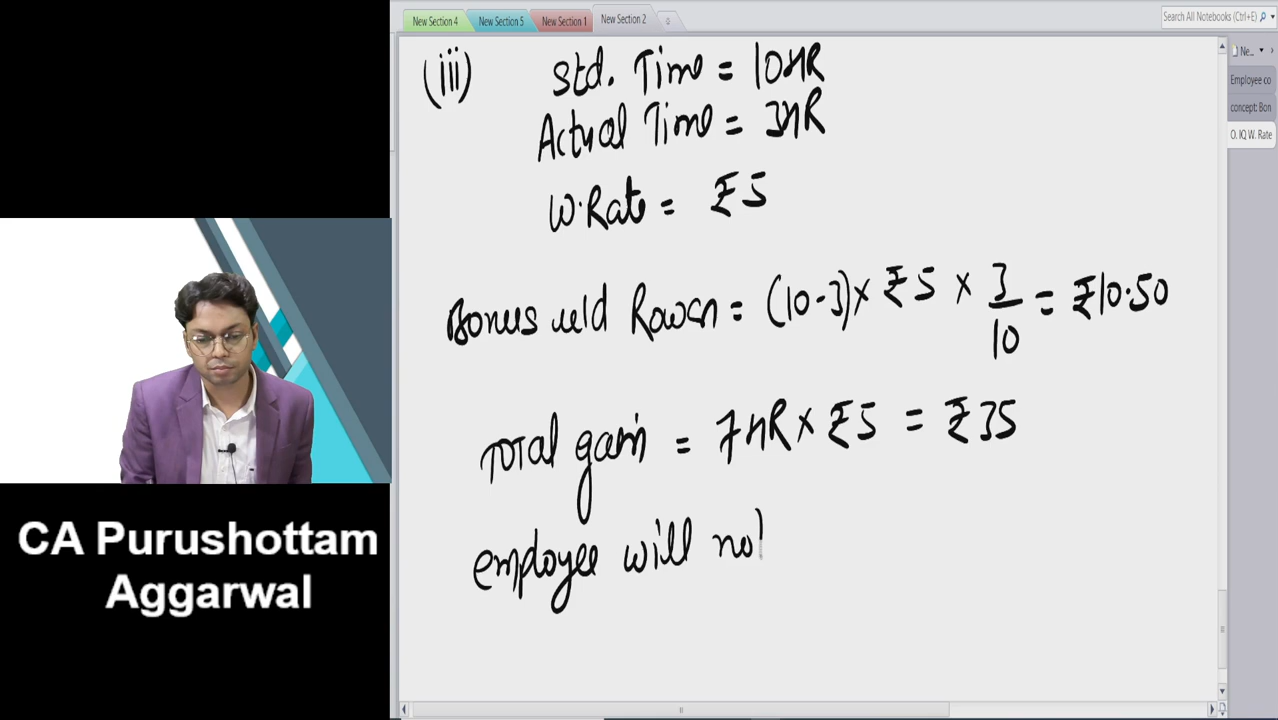 New Section 4
New Section 5
New Section 1
New Section 2
Search All Notebooks (Ctrl+E)
Ne...
Employee co
concept: Bon
O. IQ W. Rate
(iii) Std. Time = 10HR
Actual Time = 3HR
W.Rate = ₹5
Bonus u/d Rowan = (10-3) × ₹5 × 3/10 = ₹10.50
Total gain = 7HR × ₹5 = ₹35
employee will no
CA Purushottam
Aggarwal